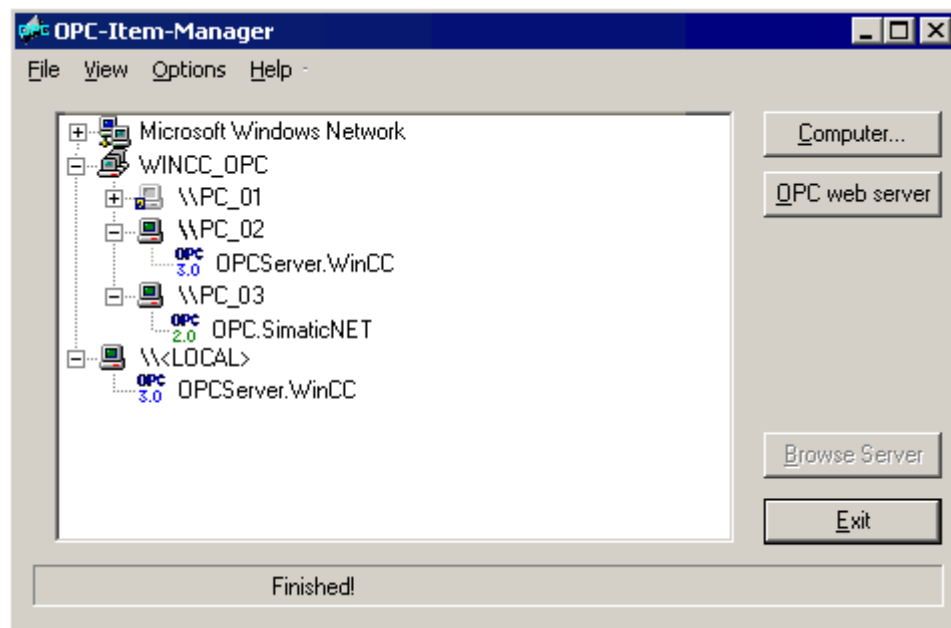 OPC OPC-Item-Manager
File View Options Help
Microsoft Windows Network
Computer...
WINCC_OPC
\\PC_01
OPC web server
\\PC_02
OPC 3.0 OPCServer.WinCC
\\PC_03
OPC 2.0 OPC.SimaticNET
\\<LOCAL>
OPC 3.0 OPCServer.WinCC
Browse Server
Exit
Finished!